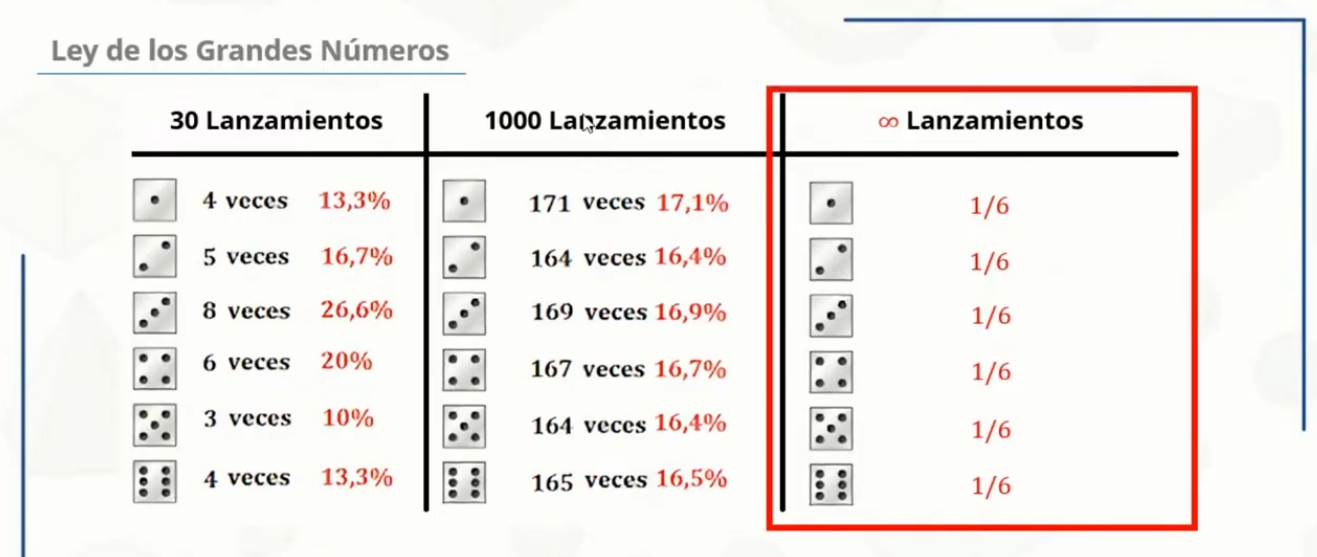 Ley de los Grandes Números
30 Lanzamientos
4 veces 13,3%
5 veces 16,7%
8 veces 26,6%
6 veces 20%
3 veces 10%
4 veces 13,3%
1000 Lanzamientos
171 veces 17,1%
164 veces 16,4%
169 veces 16,9%
167 veces 16,7%
164 veces 16,4%
165 veces 16,5%
∞ Lanzamientos
1/6
1/6
1/6
1/6
1/6
1/6